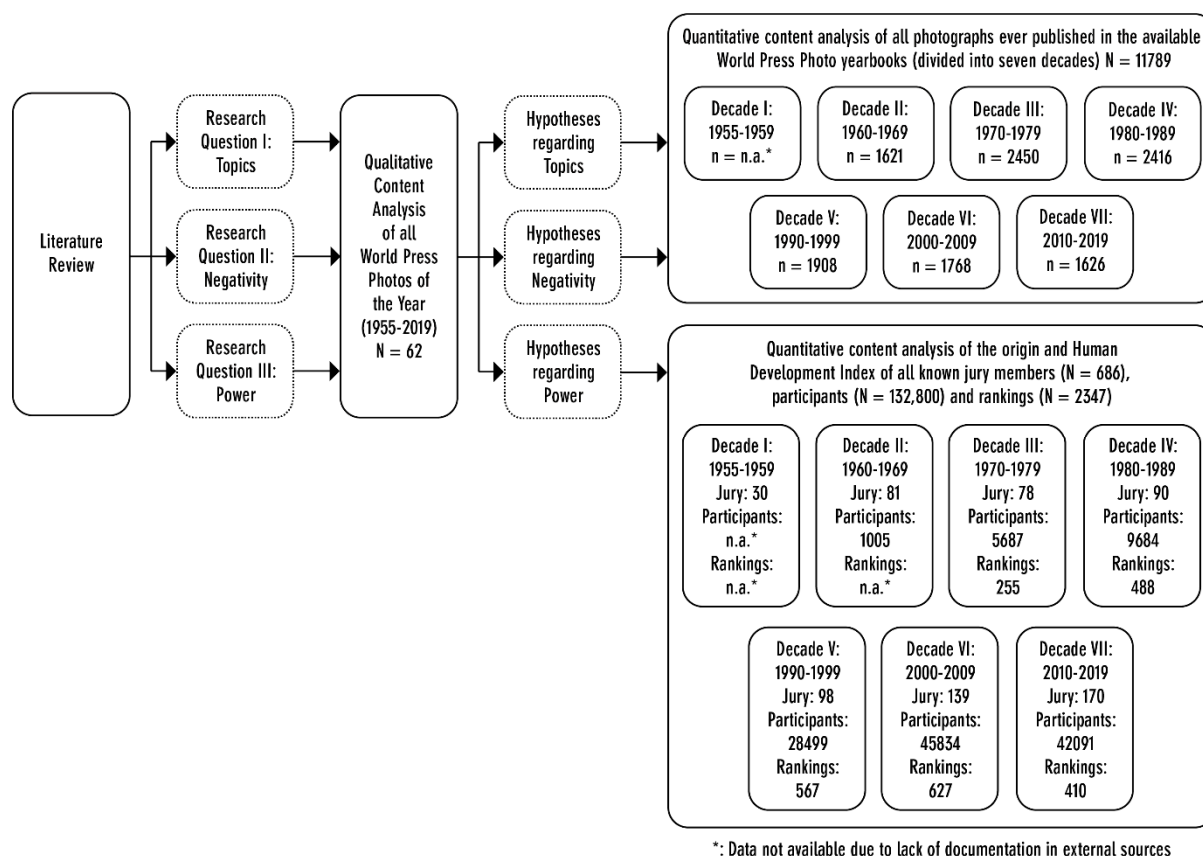 Literature
Review
Research
Question I:
Topics
Research
Question II:
Negativity
Research
Question III:
Power
Qualitative
Content
Analysis
of all
World Press
Photos of
the Year
(1955-2019)
N = 62
Hypotheses
regarding
Topics
Hypotheses
regarding
Negativity
Hypotheses
regarding
Power
Quantitative content analysis of all photographs ever published in the available
World Press Photo yearbooks (divided into seven decades) N = 11789
Decade I:
1955-1959
n = n.a.*
Decade II:
1960-1969
n = 1621
Decade III:
1970-1979
n = 2450
Decade IV:
1980-1989
n = 2416
Decade V:
1990-1999
n = 1908
Decade VI:
2000-2009
n = 1768
Decade VII:
2010-2019
n = 1626
Quantitative content analysis of the origin and Human
Development Index of all known jury members (N = 686),
participants (N = 132,800) and rankings (N = 2347)
Decade I:
1955-1959
Jury: 30
Participants:
n.a.*
Rankings:
n.a.*
Decade II:
1960-1969
Jury: 81
Participants:
1005
Rankings:
n.a.*
Decade III:
1970-1979
Jury: 78
Participants:
5687
Rankings:
255
Decade IV:
1980-1989
Jury: 90
Participants:
9684
Rankings:
488
Decade V:
1990-1999
Jury: 98
Participants:
28499
Rankings:
567
Decade VI:
2000-2009
Jury: 139
Participants:
45834
Rankings:
627
Decade VII:
2010-2019
Jury: 170
Participants:
42091
Rankings:
410
*: Data not available due to lack of documentation in external sources